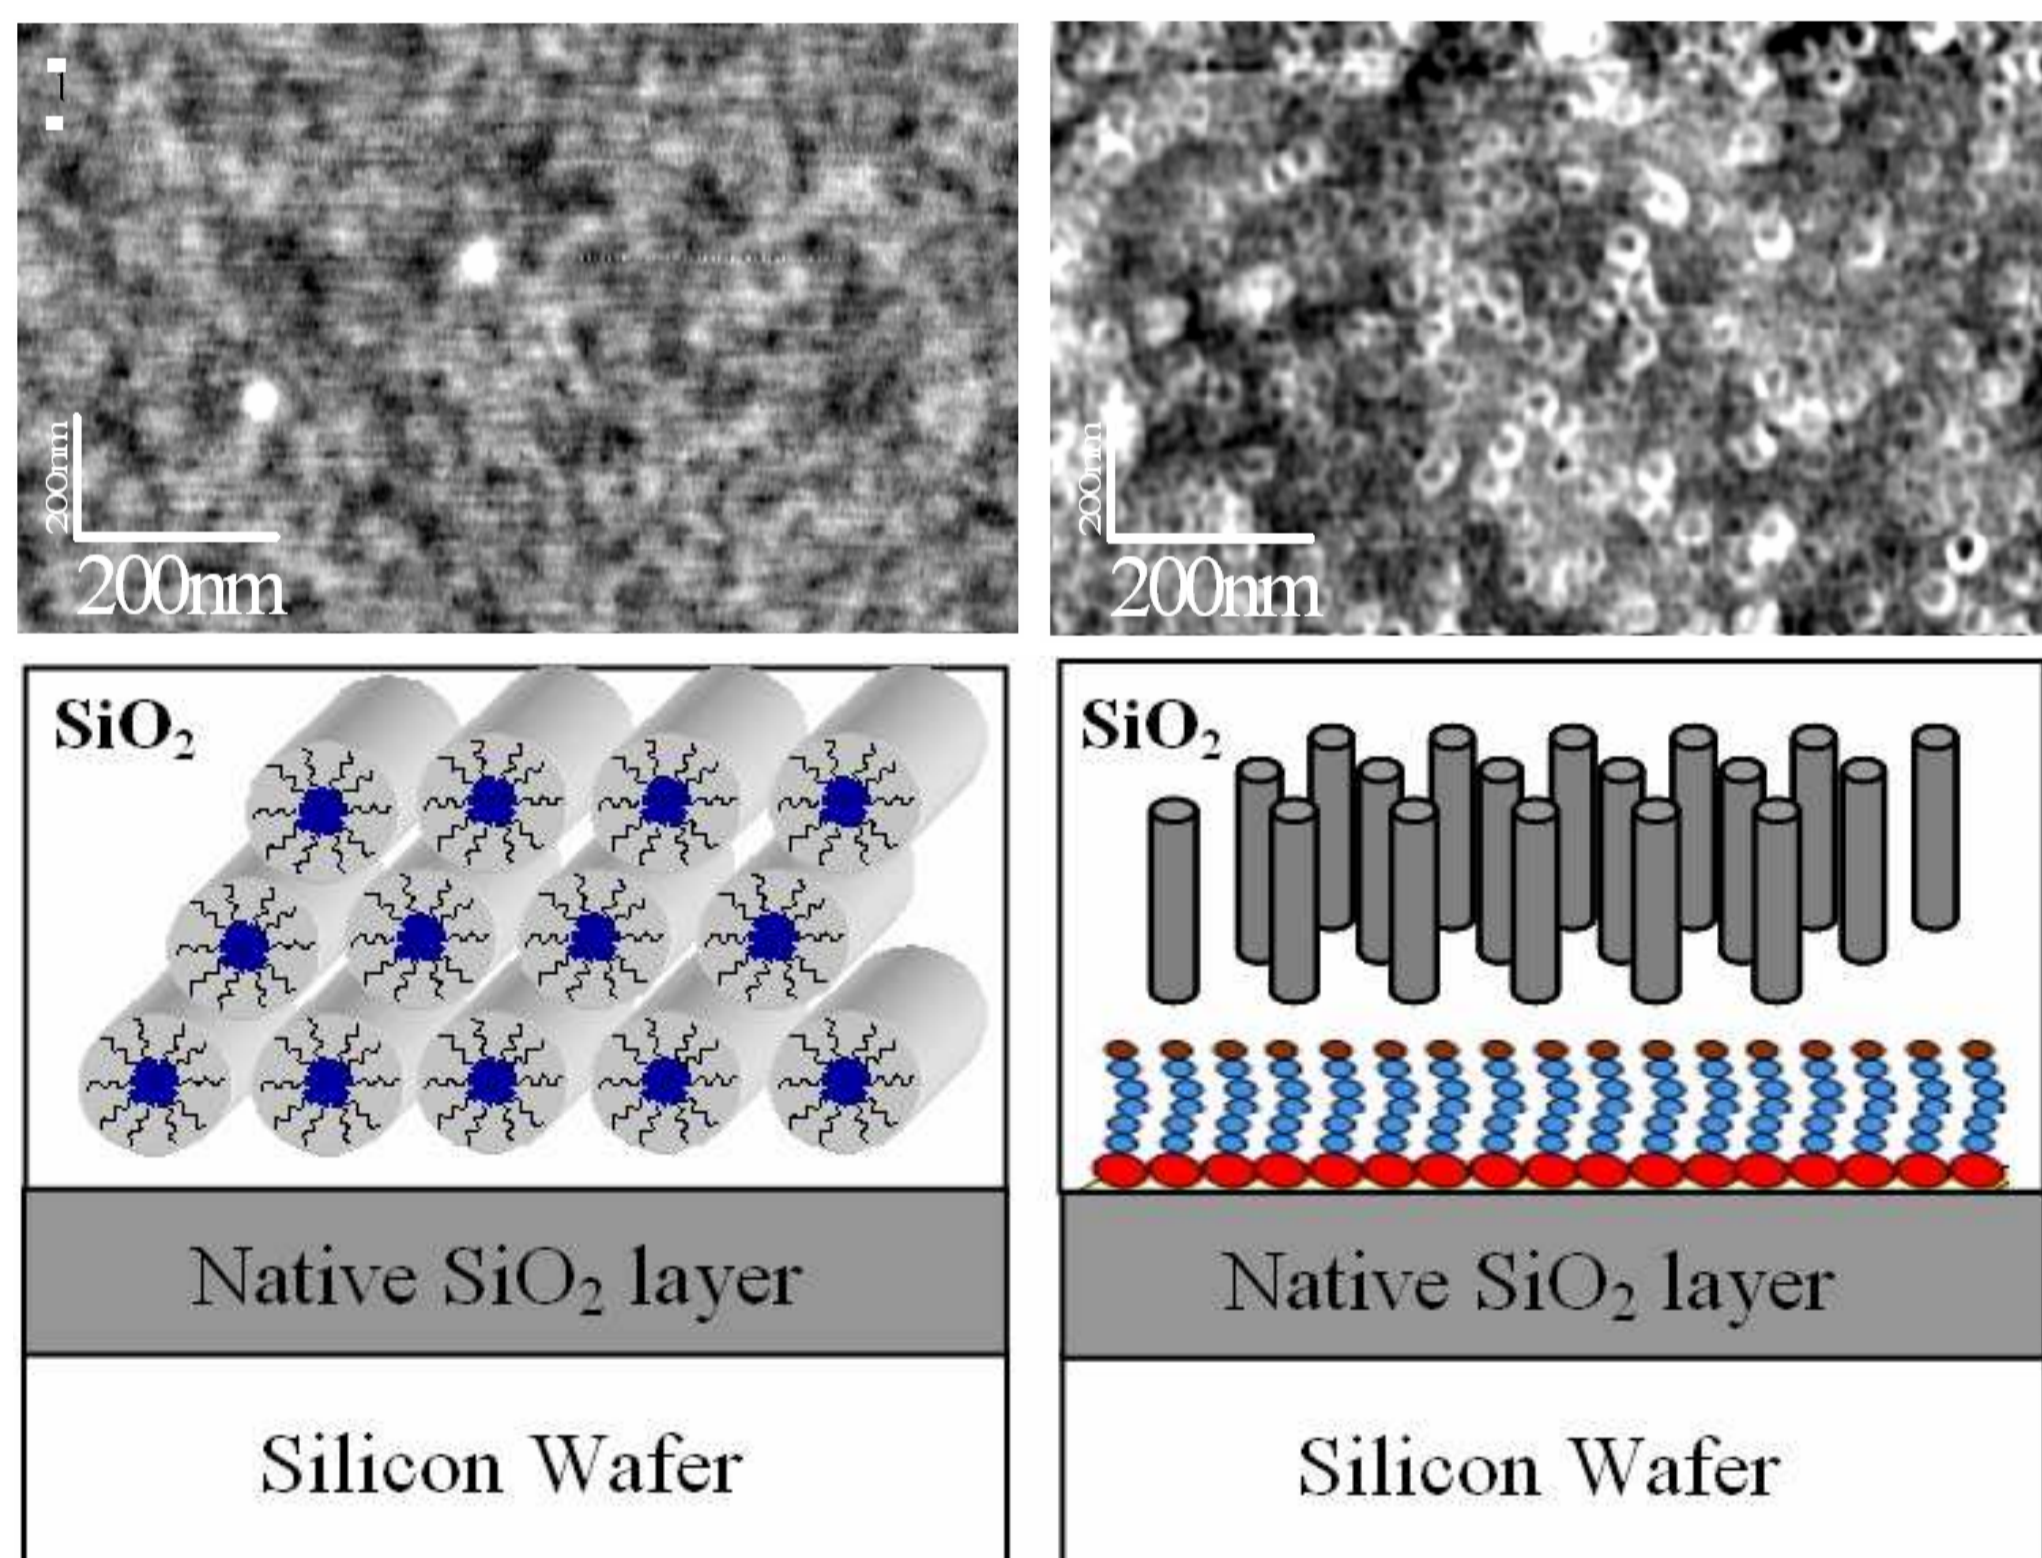 200nm
200nm
200nm
200nm
SiO₂
Native SiO₂ layer
Silicon Wafer
SiO₂
Native SiO₂ layer
Silicon Wafer